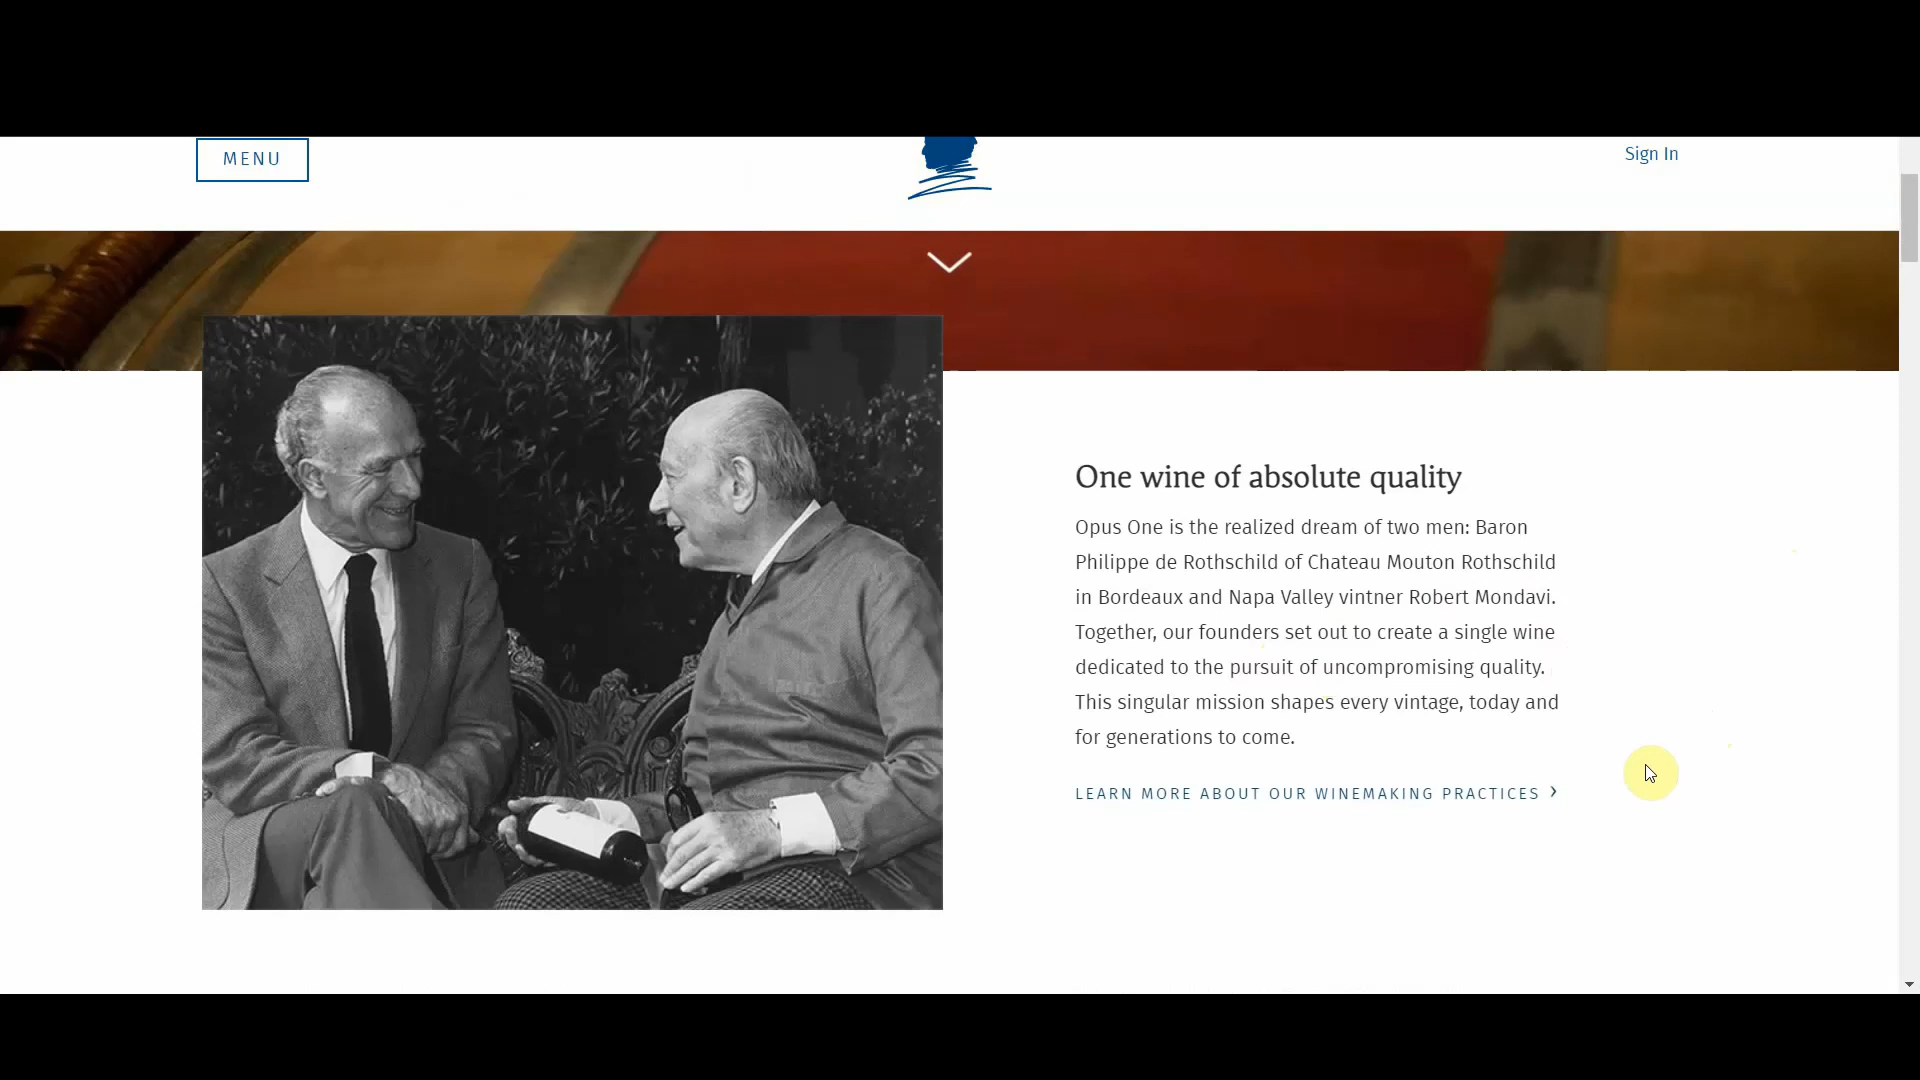 MENU
Sign In
One wine of absolute quality
Opus One is the realized dream of two men: Baron
Philippe de Rothschild of Chateau Mouton Rothschild
in Bordeaux and Napa Valley vintner Robert Mondavi.
Together, our founders set out to create a single wine
dedicated to the pursuit of uncompromising quality.
This singular mission shapes every vintage, today and
for generations to come.
LEARN MORE ABOUT OUR WINEMAKING PRACTICES